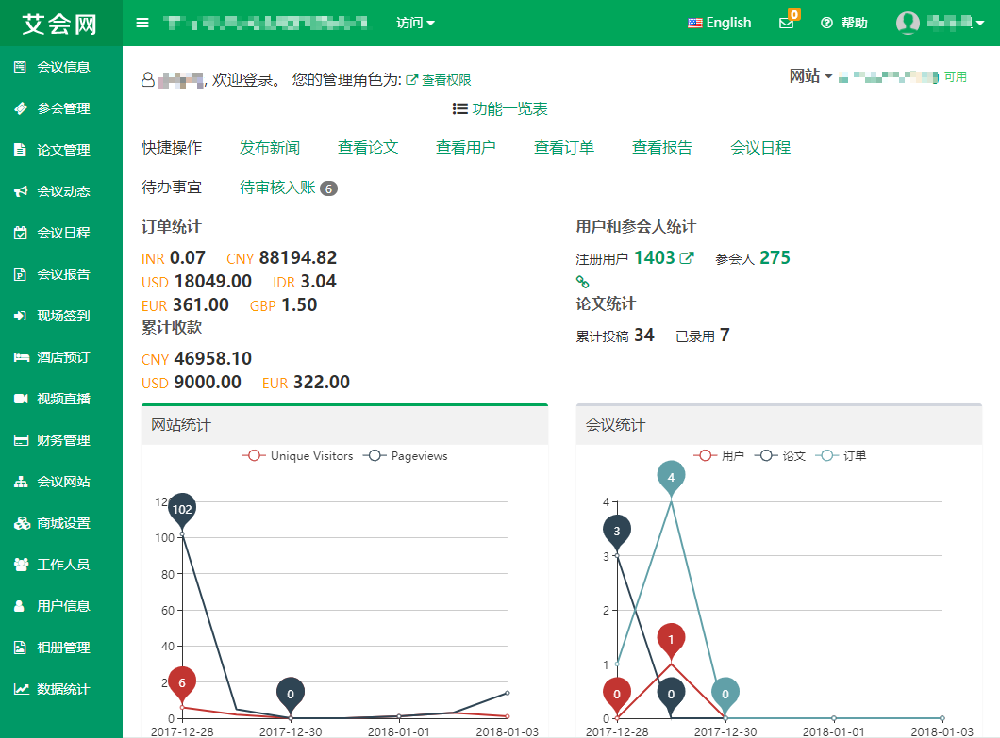 艾会网
访问
English
0
帮助
会议信息
参会管理
论文管理
会议动态
会议日程
会议报告
现场签到
酒店预订
视频直播
财务管理
会议网站
商城设置
工作人员
用户信息
相册管理
数据统计
, 欢迎登录。 您的管理角色为: 查看权限
网站
可用
功能一览表
快捷操作 发布新闻 查看论文 查看用户 查看订单 查看报告 会议日程
待办事宜 待审核入账 6
订单统计
INR 0.07 CNY 88194.82
USD 18049.00 IDR 3.04
EUR 361.00 GBP 1.50
累计收款
CNY 46958.10
USD 9000.00 EUR 322.00
用户和参会人统计
注册用户 1403 参会人 275
论文统计
累计投稿 34 已录用 7
网站统计
Unique Visitors Pageviews
102
100
80
60
40
6
0
0
2017-12-28 2017-12-30 2018-01-01 2018-01-03
会议统计
用户 论文 订单
4
4
3
3
2
1
1
0
0
0
0
2017-12-28 2017-12-30 2018-01-01 2018-01-03